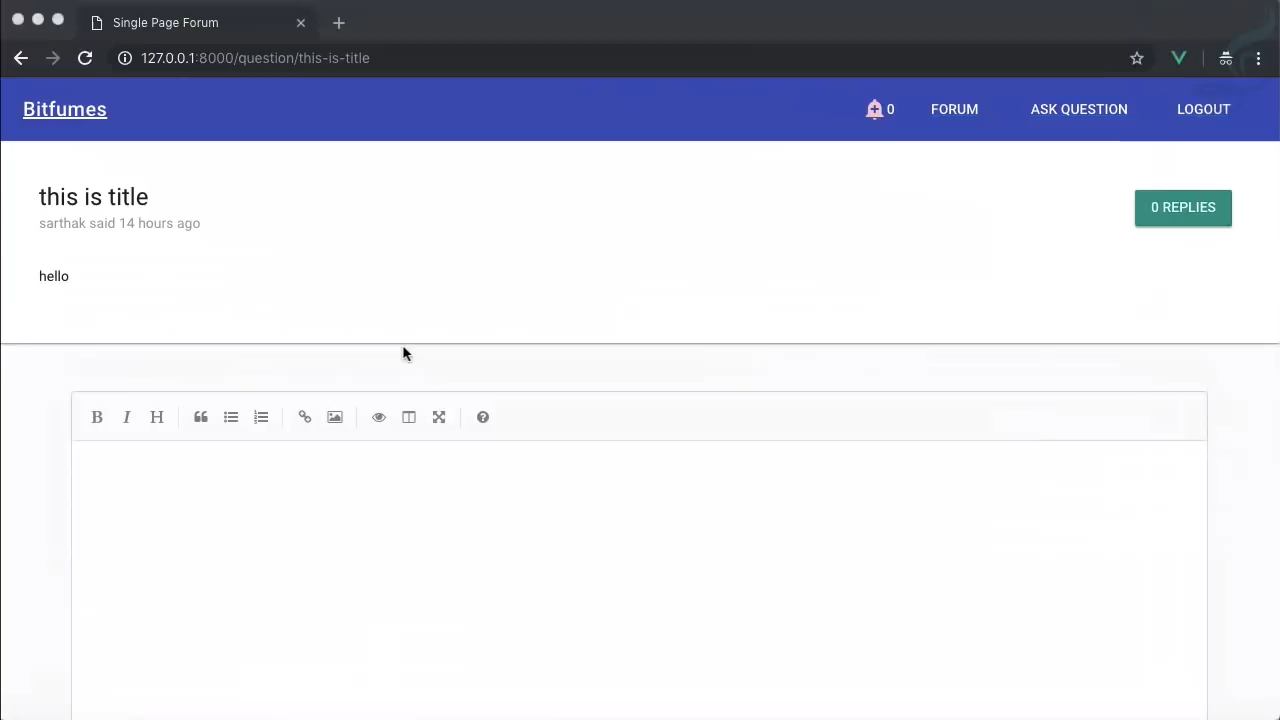 Single Page Forum
127.0.0.1:8000/question/this-is-title
Bitfumes
0
FORUM
ASK QUESTION
LOGOUT
this is title
sarthak said 14 hours ago
0 REPLIES
hello
B I H